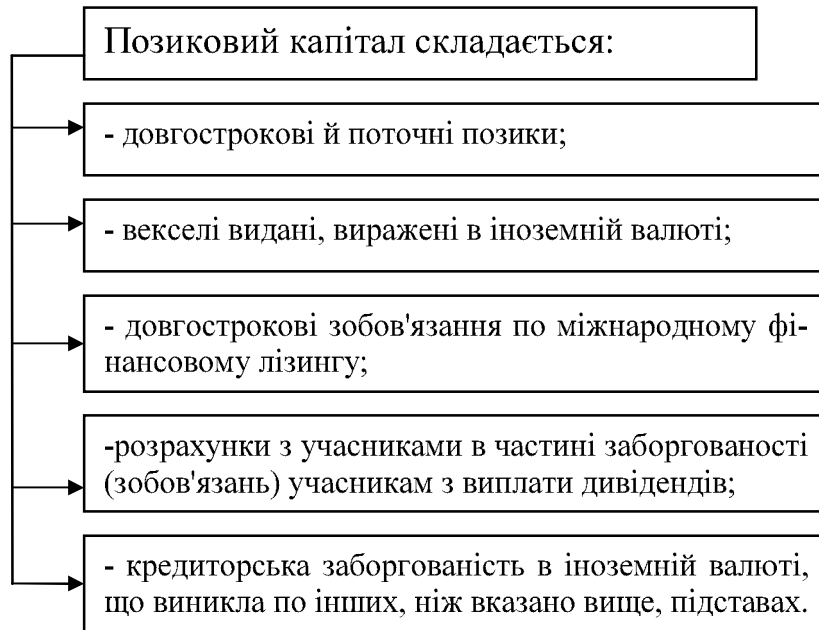 Позиковий капітал складається:
- довгострокові й поточні позики;
- векселі видані, виражені в іноземній валюті;
- довгострокові зобов'язання по міжнародному фі-
нансовому лізингу;
-розрахунки з учасниками в частині заборгованості
(зобов'язань) учасникам з виплати дивідендів;
- кредиторська заборгованість в іноземній валюті,
що виникла по інших, ніж вказано вище, підставах.